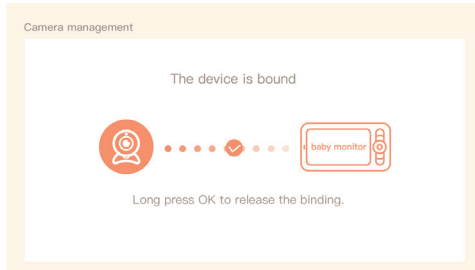 Camera management
The device is bound
baby monitor
Long press OK to release the binding.